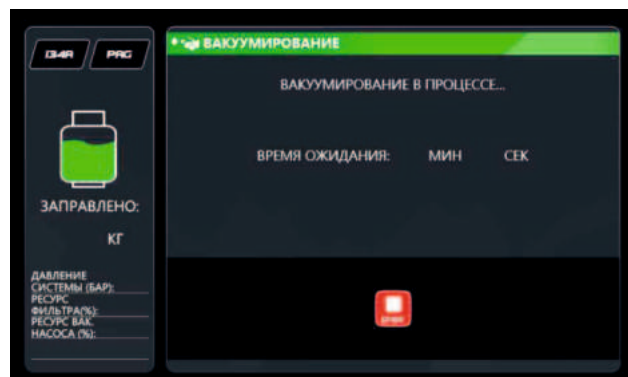 134A PAG
ЗАПРАВЛЕНО:
КГ
ДАВЛЕНИЕ
СИСТЕМЫ (БАР):
РЕСУРС
ФИЛЬТРА(%):
РЕСУРС ВАК.
НАСОСА (%):
ВАКУУМИРОВАНИЕ
ВАКУУМИРОВАНИЕ В ПРОЦЕССЕ...
ВРЕМЯ ОЖИДАНИЯ: МИН СЕК